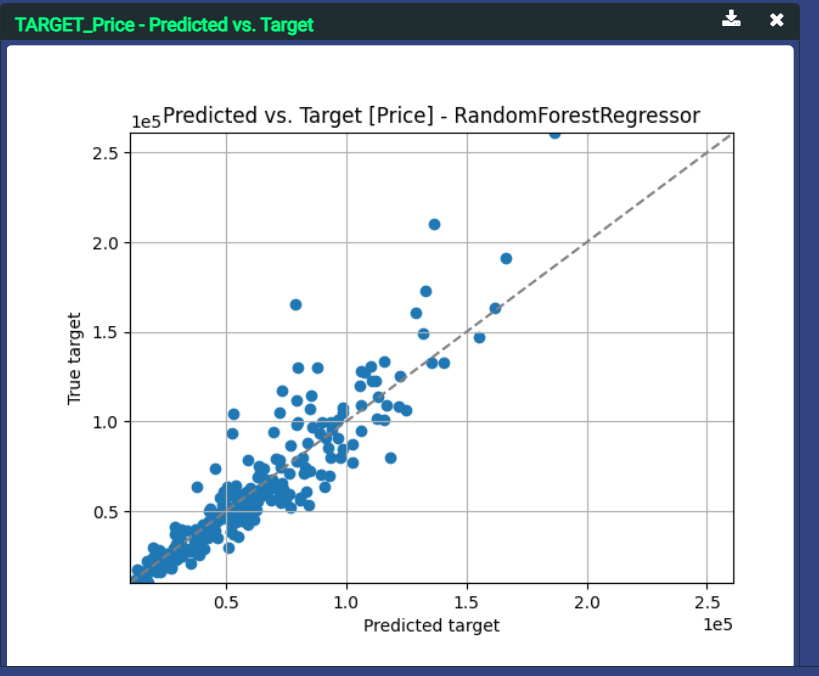 TARGET_Price - Predicted vs. Target
1e5 Predicted vs. Target [Price] - RandomForestRegressor
2.5
2.0
1.5
1.0
0.5
True target
0.5 1.0 1.5 2.0 2.5
Predicted target
1e5